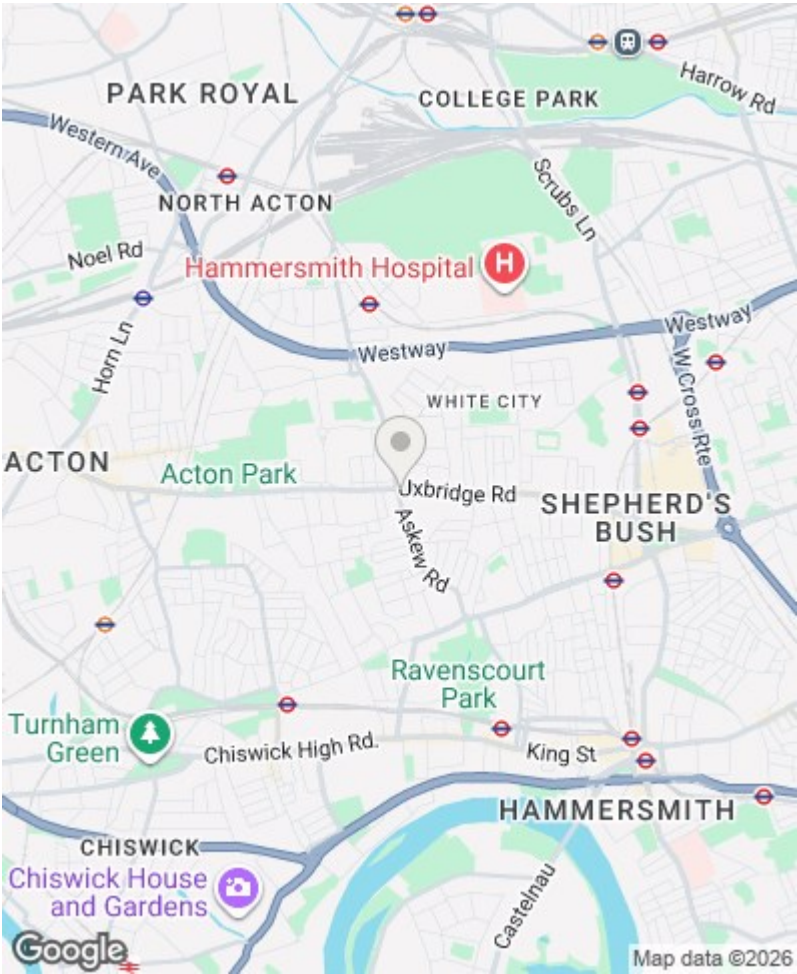 PARK ROYAL
COLLEGE PARK
Harrow Rd
Western Ave
NORTH ACTON
Scrubs Ln
Noel Rd
Hammersmith Hospital
H
Horn Ln
Westway
Westway
W Cross Rte
WHITE CITY
ACTON
Acton Park
Uxbridge Rd
SHEPHERD'S
BUSH
Askew Rd
Ravenscourt
Park
Turnham
Green
Chiswick High Rd.
King St
HAMMERSMITH
CHISWICK
Chiswick House
and Gardens
Castelnau
Google
Map data ©2026